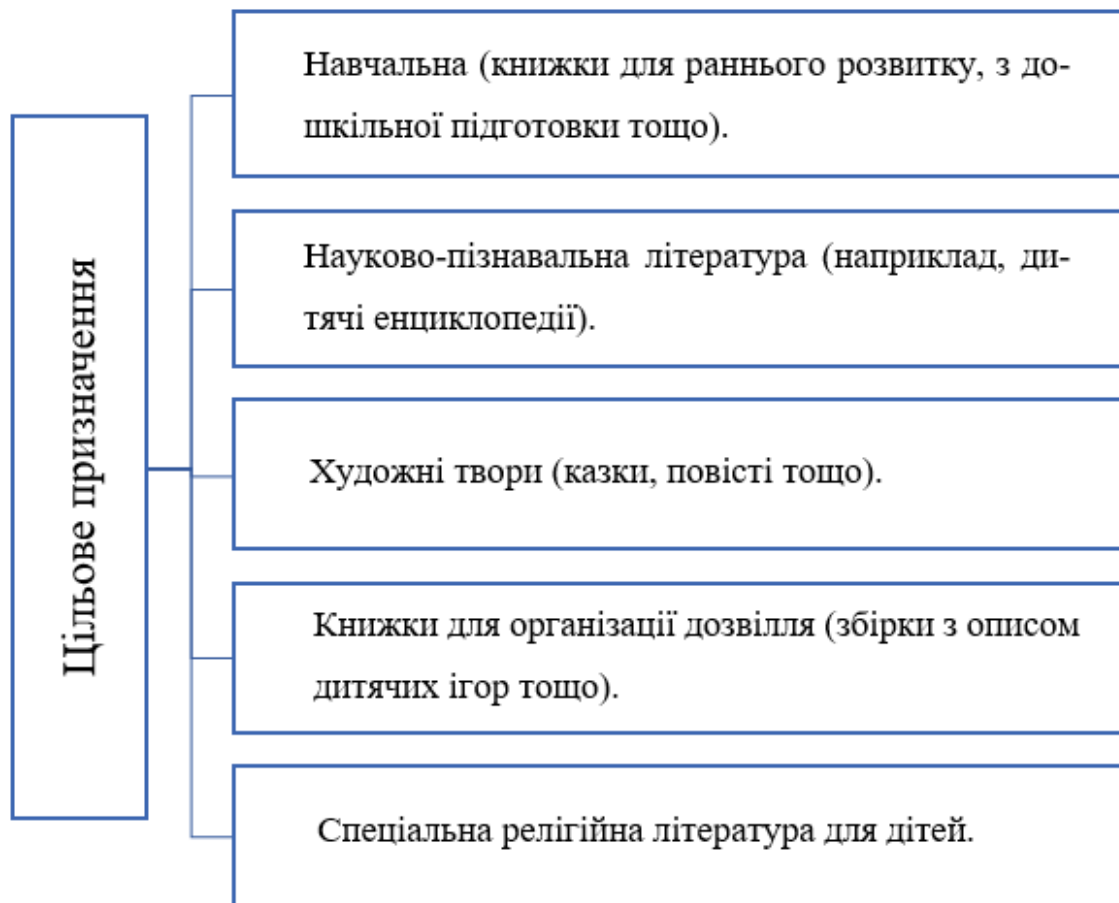 Цільове призначення
Навчальна (книжки для раннього розвитку, з до-
шкільної підготовки тощо).
Науково-пізнавальна література (наприклад, ди-
тячі енциклопедії).
Художні твори (казки, повісті тощо).
Книжки для організації дозвілля (збірки з описом
дитячих ігор тощо).
Спеціальна релігійна література для дітей.